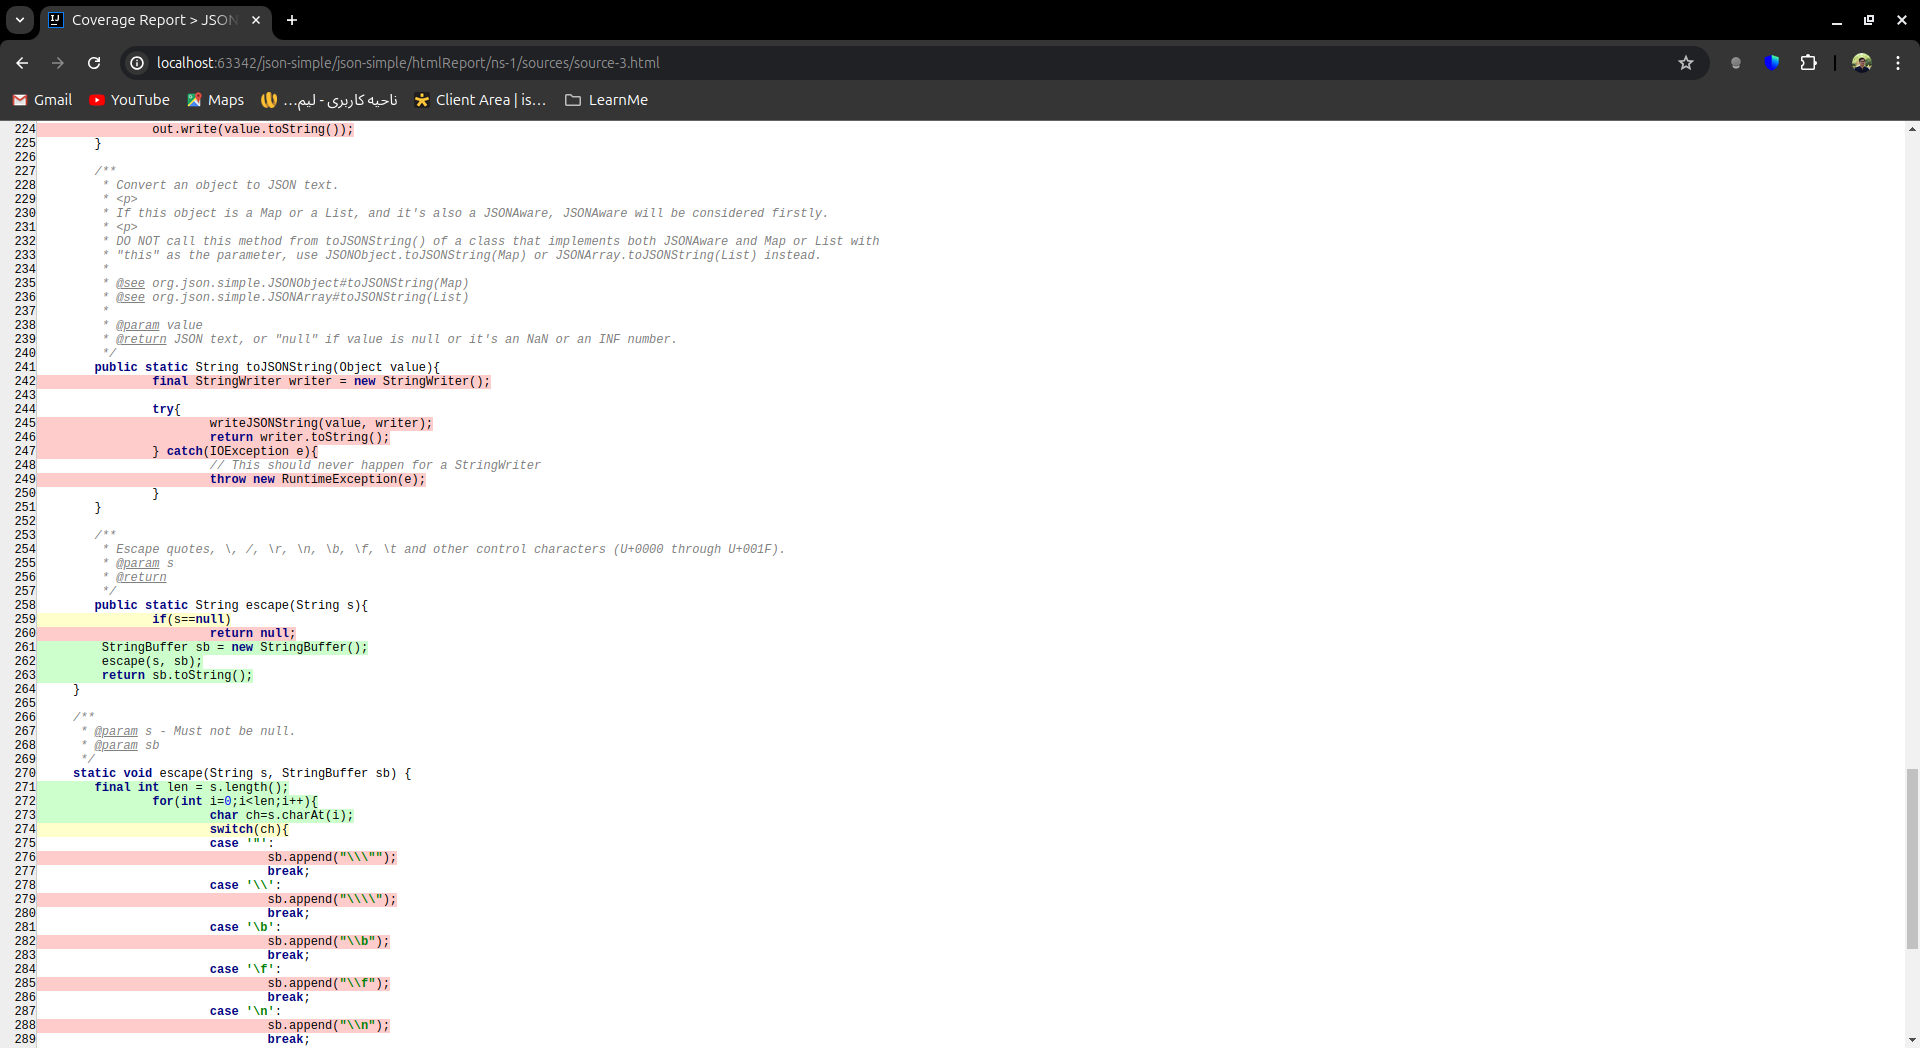 Coverage Report > JSON
localhost:63342/json-simple/json-simple/htmlReport/ns-1/sources/source-3.html
Gmail YouTube Maps ناحیه کاربری - لیم... Client Area | is... LearnMe
224 out.write(value.toString());
225 }
226
227 /**
228 * Convert an object to JSON text.
229 * <p>
230 * If this object is a Map or a List, and it's also a JSONAware, JSONAware will be considered firstly.
231 * <p>
232 * DO NOT call this method from toJSONString() of a class that implements both JSONAware and Map or List with
233 * "this" as the parameter, use JSONObject.toJSONString(Map) or JSONArray.toJSONString(List) instead.
234 *
235 * @see org.json.simple.JSONObject#toJSONString(Map)
236 * @see org.json.simple.JSONArray#toJSONString(List)
237 *
238 * @param value
239 * @return JSON text, or "null" if value is null or it's an NaN or an INF number.
240 */
241 public static String toJSONString(Object value){
242 final StringWriter writer = new StringWriter();
243
244 try{
245 writeJSONString(value, writer);
246 return writer.toString();
247 } catch(IOException e){
248 // This should never happen for a StringWriter
249 throw new RuntimeException(e);
250 }
251 }
252
253 /**
254 * Escape quotes, \, /, \r, \n, \b, \f, \t and other control characters (U+0000 through U+001F).
255 * @param s
256 * @return
257 */
258 public static String escape(String s){
259 if(s==null)
260 return null;
261 StringBuffer sb = new StringBuffer();
262 escape(s, sb);
263 return sb.toString();
264 }
265
266 /**
267 * @param s - Must not be null.
268 * @param sb
269 */
270 static void escape(String s, StringBuffer sb) {
271 final int len = s.length();
272 for(int i=0;i<len;i++){
273 char ch=s.charAt(i);
274 switch(ch){
275 case '"':
276 sb.append("\\\"");
277 break;
278 case '\\':
279 sb.append("\\\\");
280 break;
281 case '\b':
282 sb.append("\\b");
283 break;
284 case '\f':
285 sb.append("\\f");
286 break;
287 case '\n':
288 sb.append("\\n");
289 break;